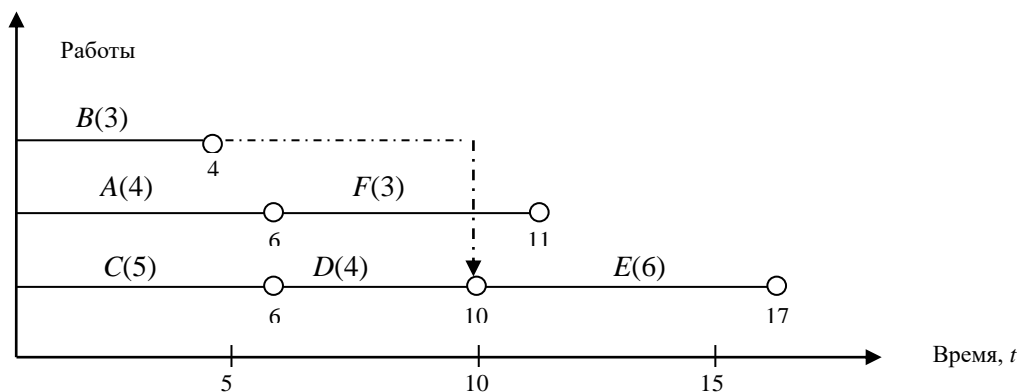 Работы
B(3)
4
A(4) F(3)
6 11
C(5) D(4) E(6)
6 10 17
5 10 15
Время, t